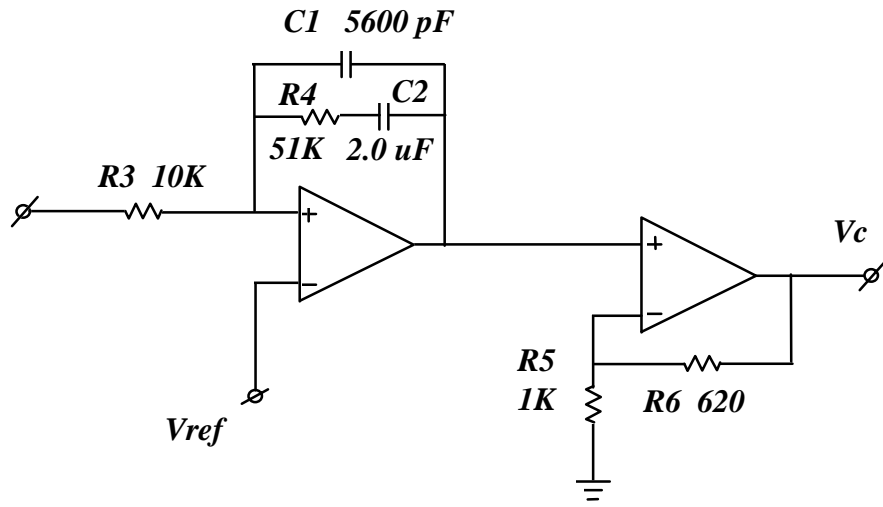 C1 5600 pF
R4
C2
51K
2.0 uF
R3 10K
+
−
Vref
+
−
Vc
R5
1K
R6 620